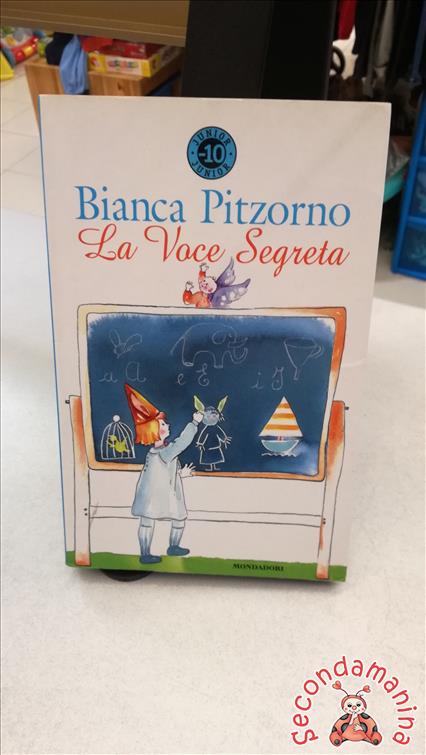 JUNIOR
-10
JUNIOR
Bianca Pitzorno
La Voce Segreta
a A e E i I
MONDADORI
Secondamanina